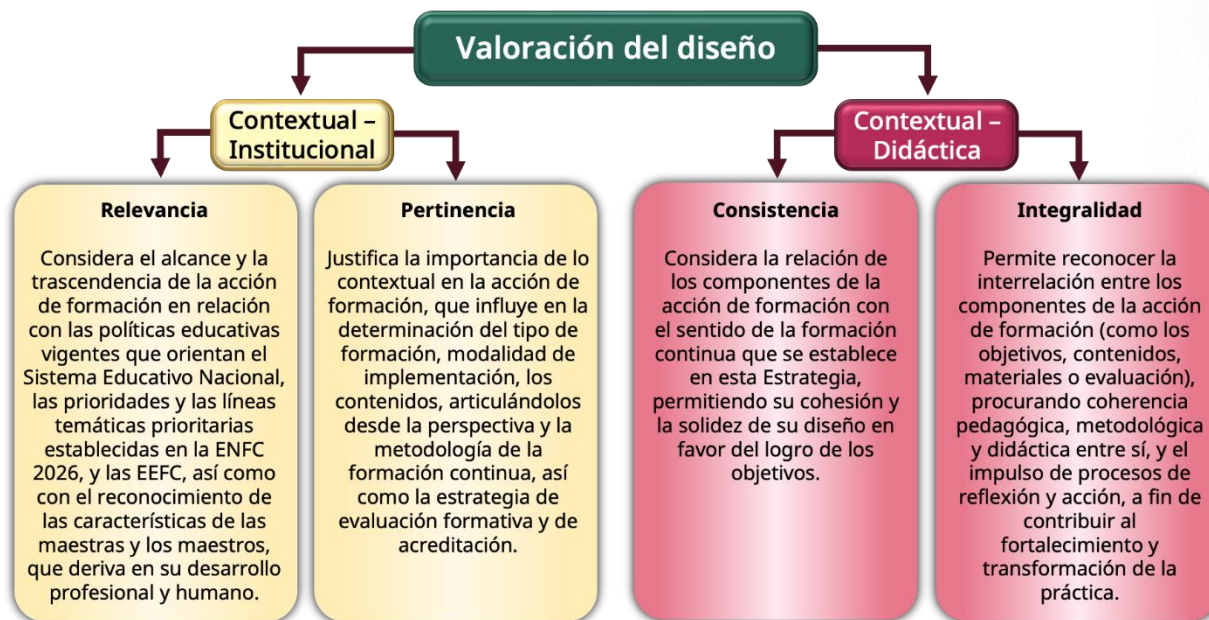 Valoración del diseño
Contextual –
Institucional
Contextual –
Didáctica
Relevancia
Considera el alcance y la
trascendencia de la acción
de formación en relación
con las políticas educativas
vigentes que orientan el
Sistema Educativo Nacional,
las prioridades y las líneas
temáticas prioritarias
establecidas en la ENFC
2026, y las EEFC, así como
con el reconocimiento de
las características de las
maestras y los maestros,
que deriva en su desarrollo
profesional y humano.
Pertinencia
Justifica la importancia de lo
contextual en la acción de
formación, que influye en la
determinación del tipo de
formación, modalidad de
implementación, los
contenidos, articulándolos
desde la perspectiva y la
metodología de la
formación continua, así
como la estrategia de
evaluación formativa y de
acreditación.
Consistencia
Considera la relación de
los componentes de la
acción de formación con
el sentido de la formación
continua que se establece
en esta Estrategia,
permitiendo su cohesión y
la solidez de su diseño en
favor del logro de los
objetivos.
Integralidad
Permite reconocer la
interrelación entre los
componentes de la acción
de formación (como los
objetivos, contenidos,
materiales o evaluación),
procurando coherencia
pedagógica, metodológica
y didáctica entre sí, y el
impulso de procesos de
reflexión y acción, a fin de
contribuir al
fortalecimiento y
transformación de la
práctica.